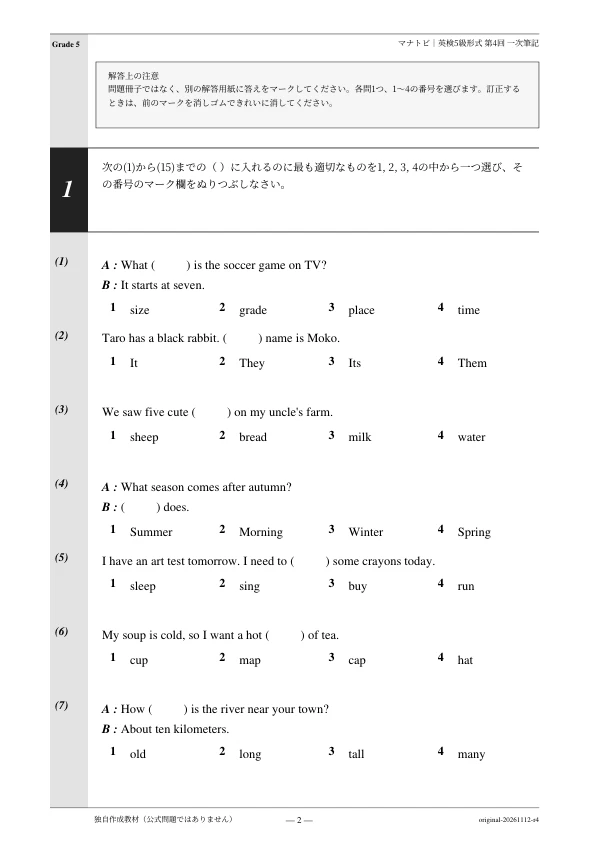 Grade 5
マナトビ｜英検5級形式 第4回 一次筆記
解答上の注意
問題冊子ではなく、別の解答用紙に答えをマークしてください。各問1つ、1〜4の番号を選びます。訂正する
ときは、前のマークを消しゴムできれいに消してください。
1
次の(1)から(15)までの（ ）に入れるのに最も適切なものを1, 2, 3, 4の中から一つ選び、そ
の番号のマーク欄をぬりつぶしなさい。
(1)
A : What ( ) is the soccer game on TV?
B : It starts at seven.
1 size 2 grade 3 place 4 time
(2)
Taro has a black rabbit. ( ) name is Moko.
1 It 2 They 3 Its 4 Them
(3)
We saw five cute ( ) on my uncle's farm.
1 sheep 2 bread 3 milk 4 water
(4)
A : What season comes after autumn?
B : ( ) does.
1 Summer 2 Morning 3 Winter 4 Spring
(5)
I have an art test tomorrow. I need to ( ) some crayons today.
1 sleep 2 sing 3 buy 4 run
(6)
My soup is cold, so I want a hot ( ) of tea.
1 cup 2 map 3 cap 4 hat
(7)
A : How ( ) is the river near your town?
B : About ten kilometers.
1 old 2 long 3 tall 4 many
独自作成教材（公式問題ではありません）
— 2 —
original-20261112-r4